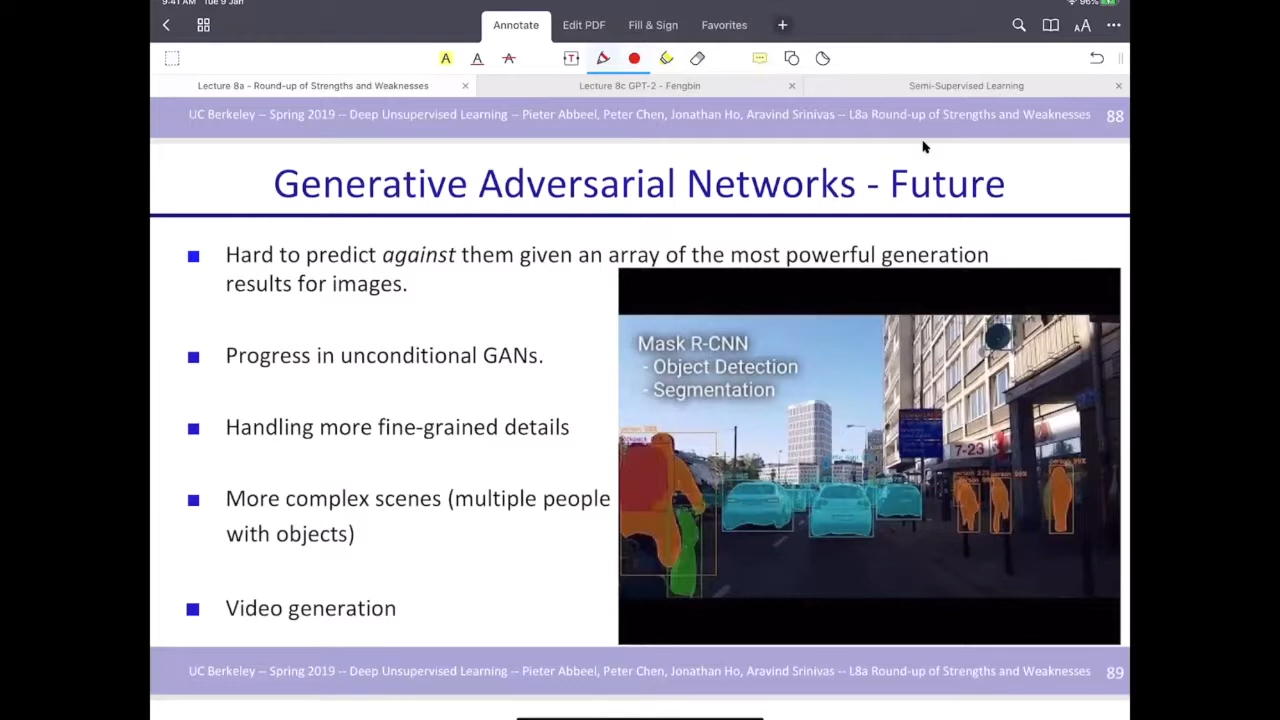 9:41 AM Tue 9 Jan
96%
Annotate
Edit PDF
Fill & Sign
Favorites
Lecture 8a - Round-up of Strengths and Weaknesses
Lecture 8c GPT-2 - Fengbin
Semi-Supervised Learning
UC Berkeley -- Spring 2019 -- Deep Unsupervised Learning -- Pieter Abbeel, Peter Chen, Jonathan Ho, Aravind Srinivas -- L8a Round-up of Strengths and Weaknesses 88
Generative Adversarial Networks - Future
Hard to predict against them given an array of the most powerful generation
results for images.
Progress in unconditional GANs.
Handling more fine-grained details
More complex scenes (multiple people
with objects)
Video generation
Mask R-CNN
- Object Detection
- Segmentation
7-23
person 99%
UC Berkeley -- Spring 2019 -- Deep Unsupervised Learning -- Pieter Abbeel, Peter Chen, Jonathan Ho, Aravind Srinivas -- L8a Round-up of Strengths and Weaknesses 89